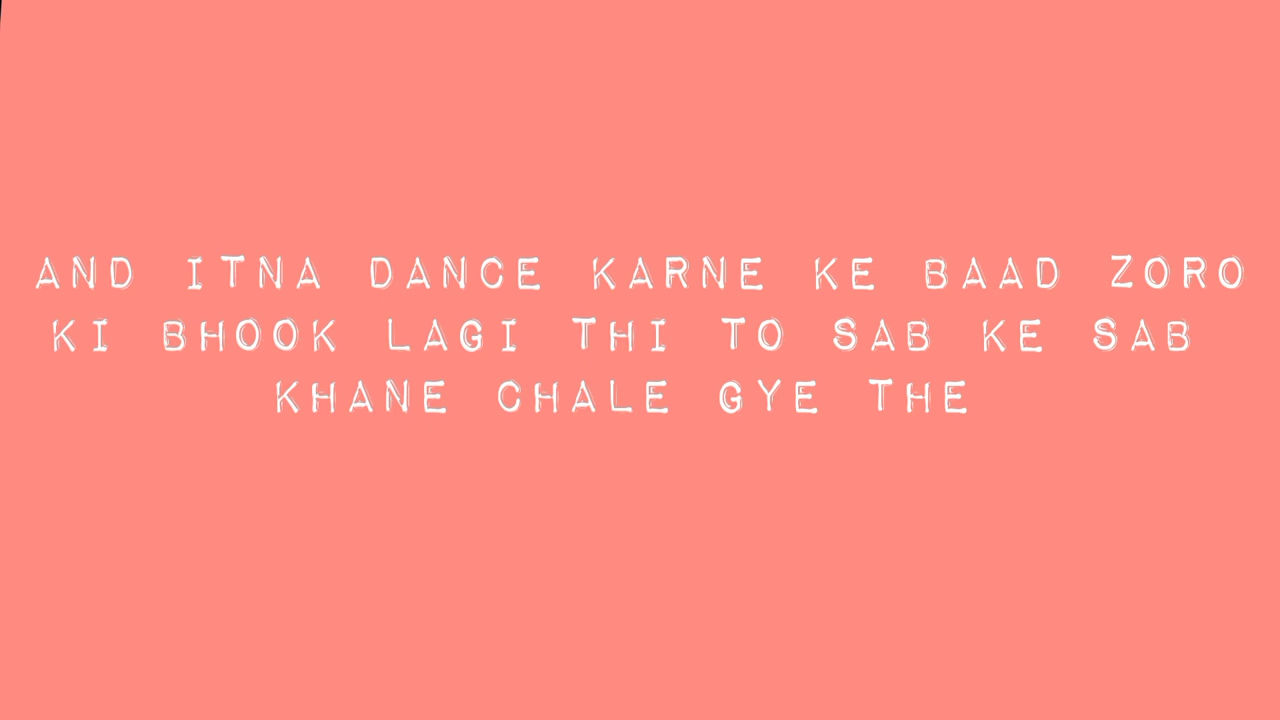 AND ITNA DANCE KARNE KE BAAD ZORO
KI BHOOK LAGI THI TO SAB KE SAB
KHANE CHALE GYE THE